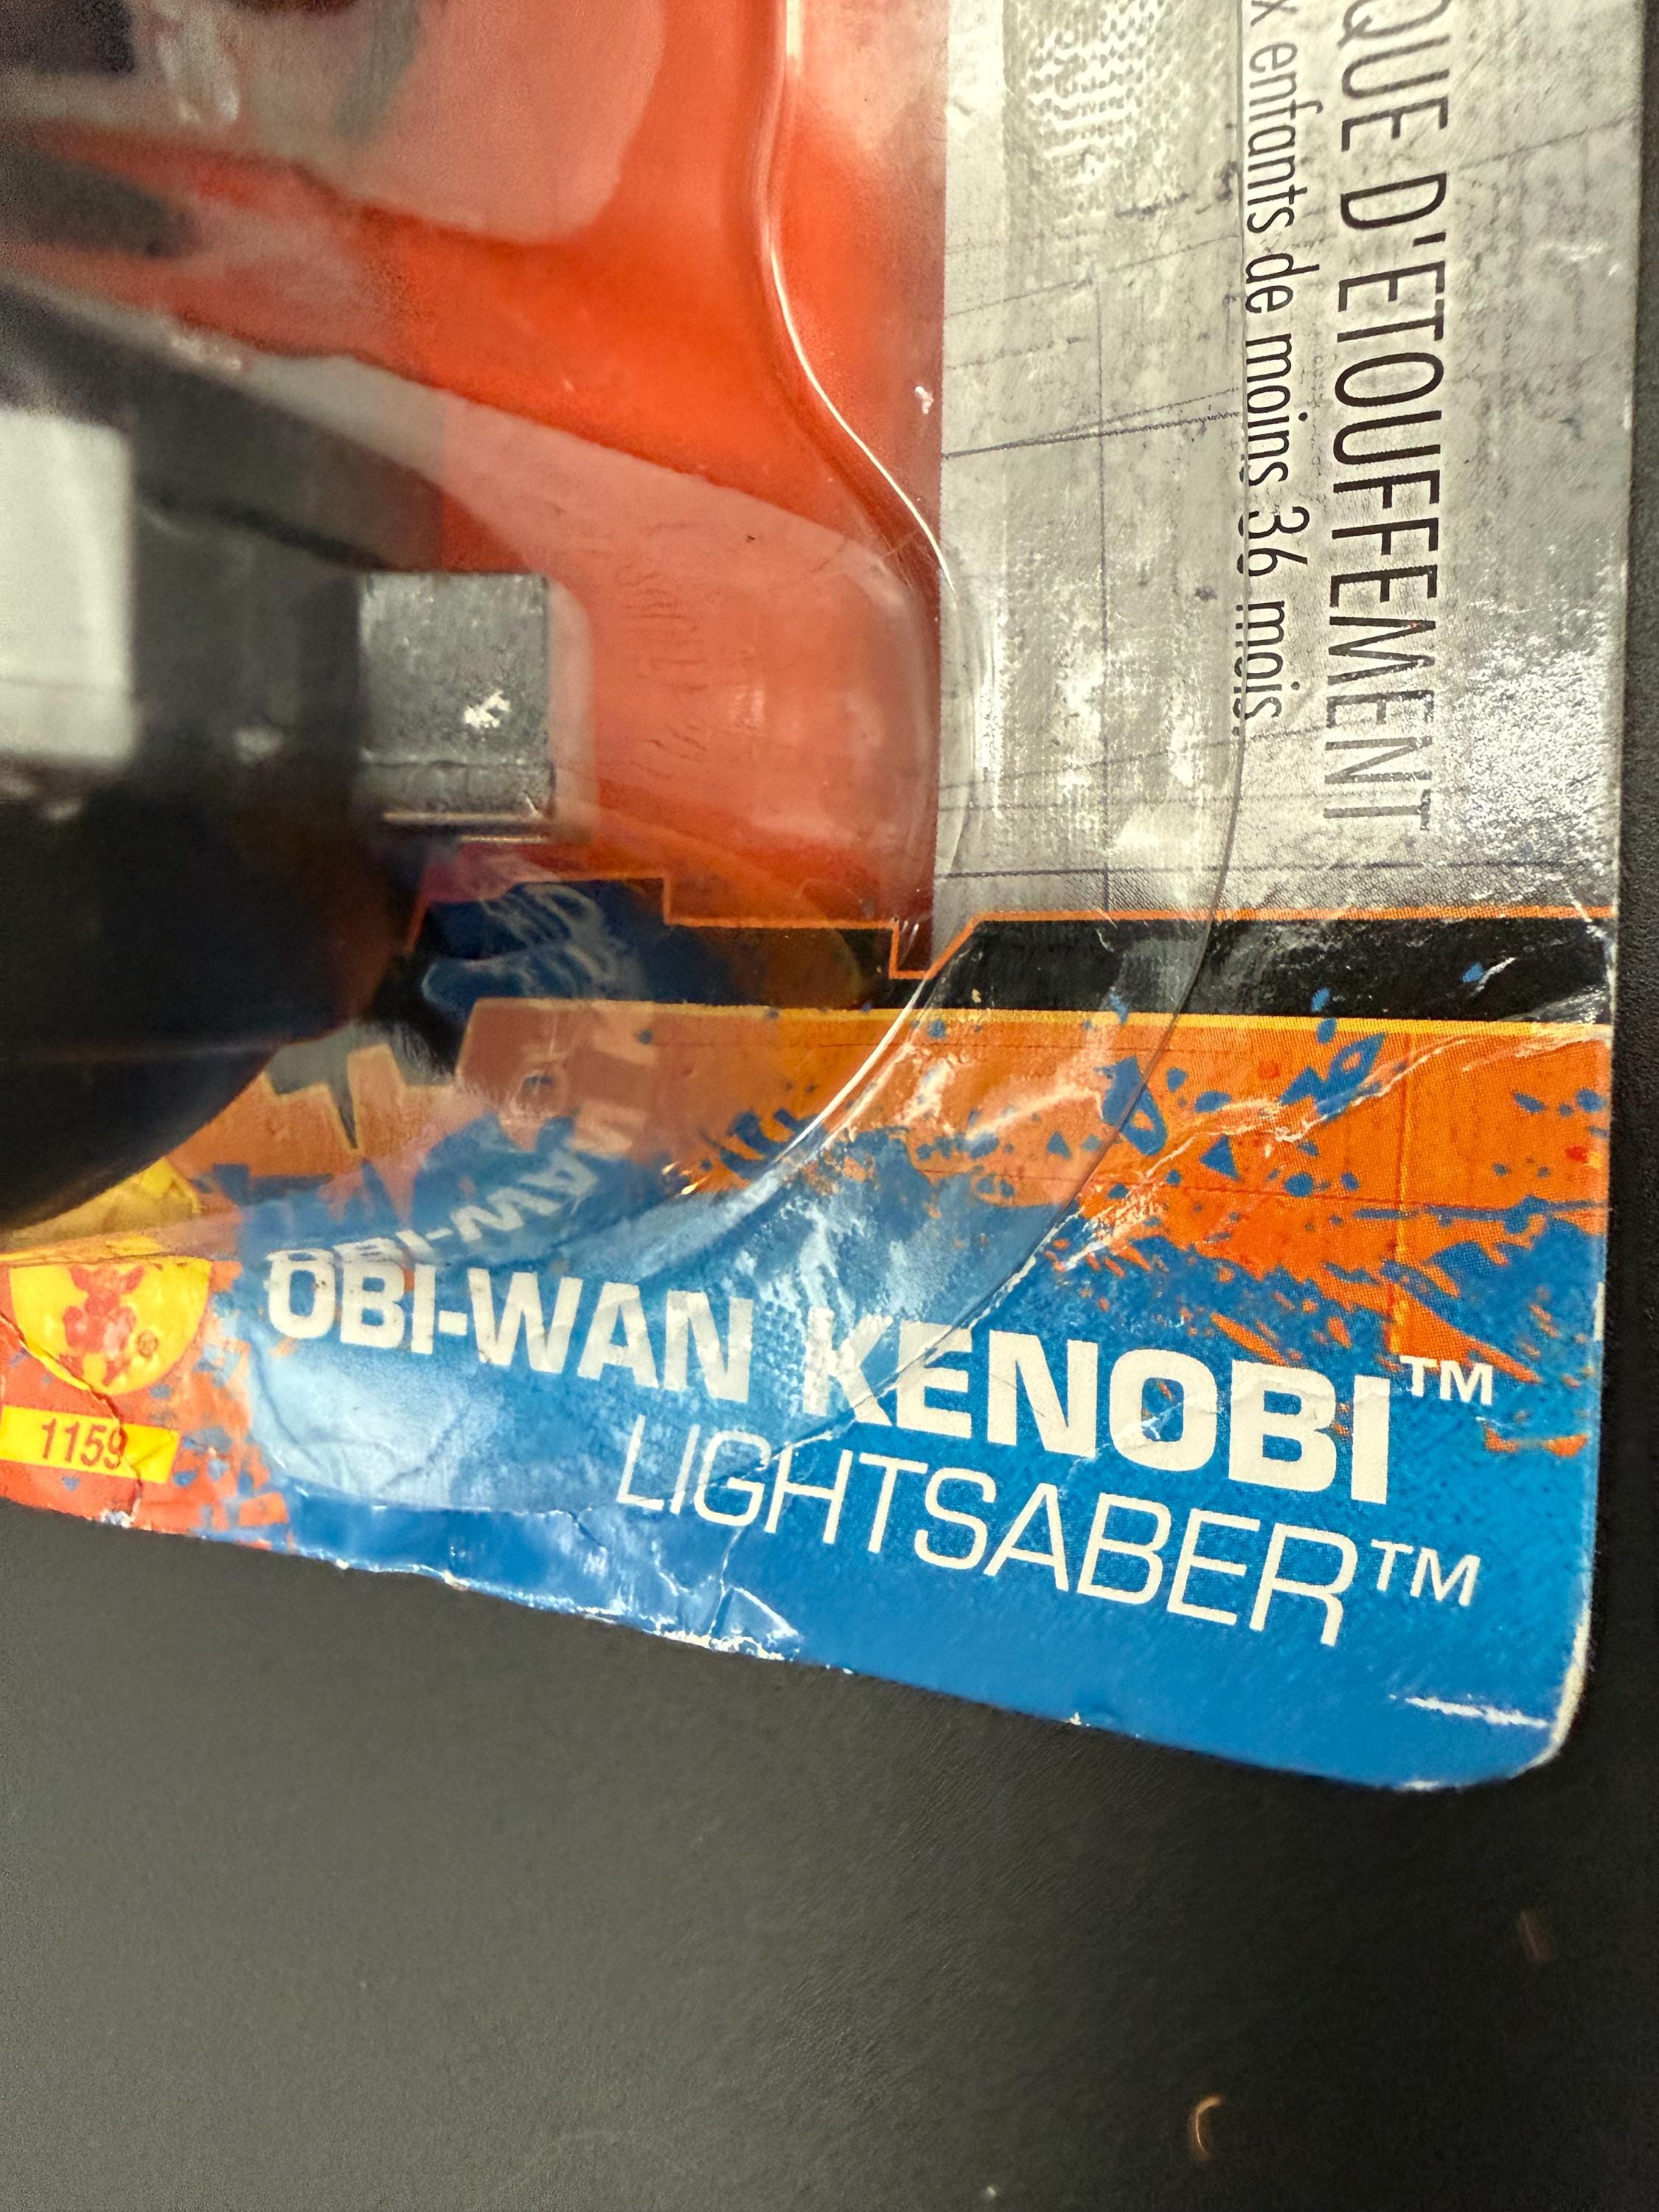 QUE D'ETOUFFEMENT
x enfants de moins 36 mois.
OBI-WAN KENOBI™
LIGHTSABER™
®
1159